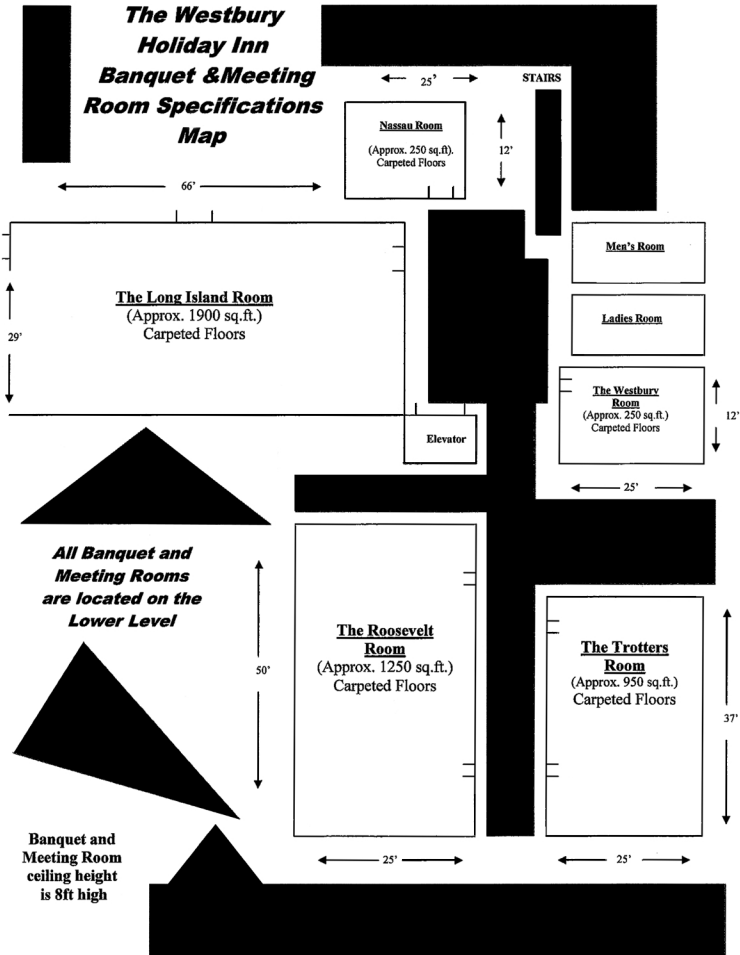 The Westbury
Holiday Inn
Banquet &Meeting
Room Specifications
Map
25'
STAIRS
Nassau Room
(Approx. 250 sq.ft).
Carpeted Floors
12'
66'
Men's Room
The Long Island Room
(Approx. 1900 sq.ft.)
Carpeted Floors
29'
Ladies Room
The Westbury
Room
(Approx. 250 sq.ft.)
Carpeted Floors
12'
Elevator
25'
All Banquet and
Meeting Rooms
are located on the
Lower Level
50'
The Roosevelt
Room
(Approx. 1250 sq.ft.)
Carpeted Floors
The Trotters
Room
(Approx. 950 sq.ft.)
Carpeted Floors
37'
Banquet and
Meeting Room
ceiling height
is 8ft high
25'
25'